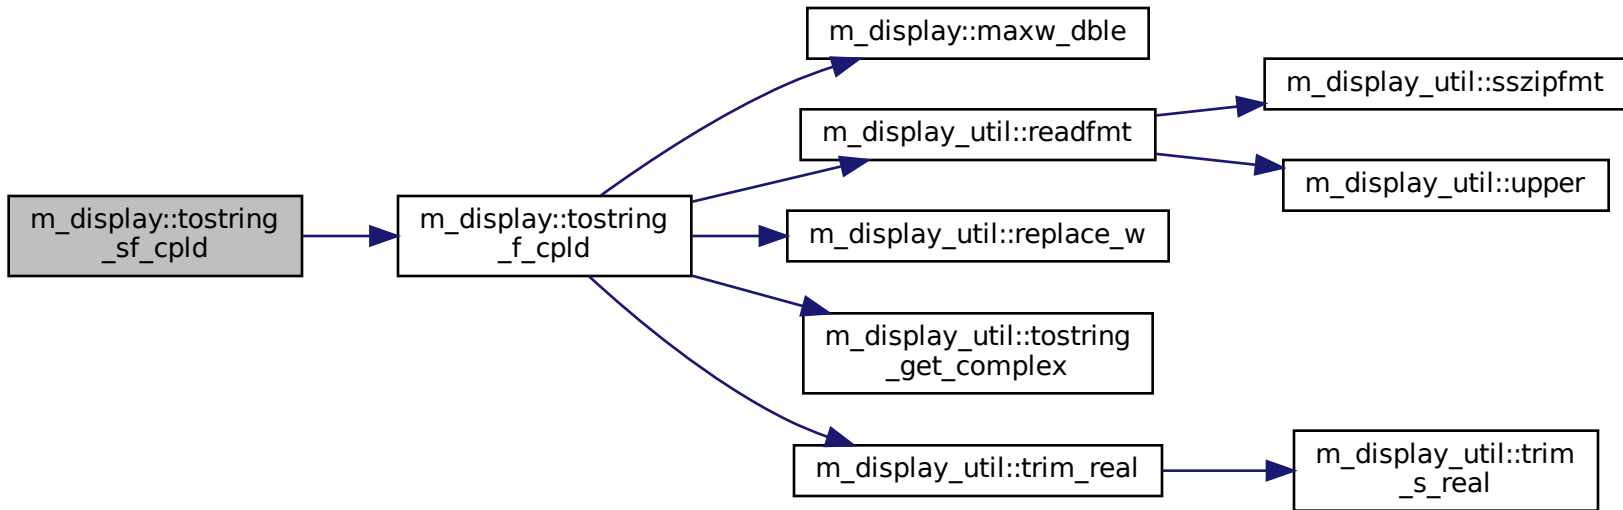 m_display::tostring
_sf_cpld
m_display::tostring
_f_cpld
m_display::maxw_dble
m_display_util::readfmt
m_display_util::sszipfmt
m_display_util::upper
m_display_util::replace_w
m_display_util::tostring
_get_complex
m_display_util::trim_real
m_display_util::trim
_s_real